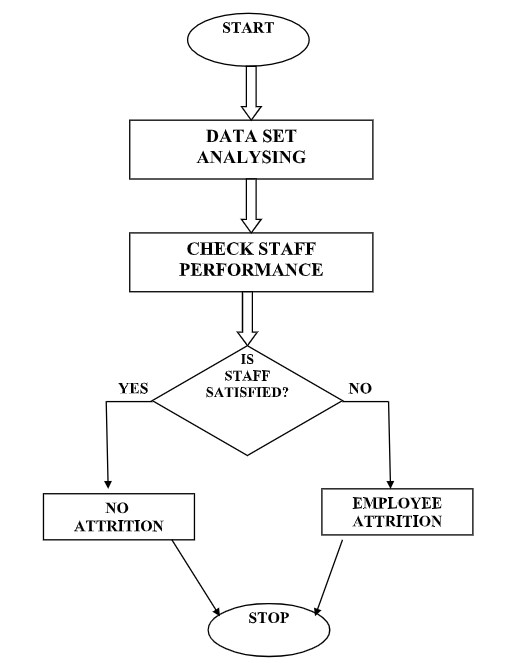 START
DATA SET
ANALYSING
CHECK STAFF
PERFORMANCE
IS
STAFF
SATISFIED?
YES
NO
NO
ATTRITION
EMPLOYEE
ATTRITION
STOP